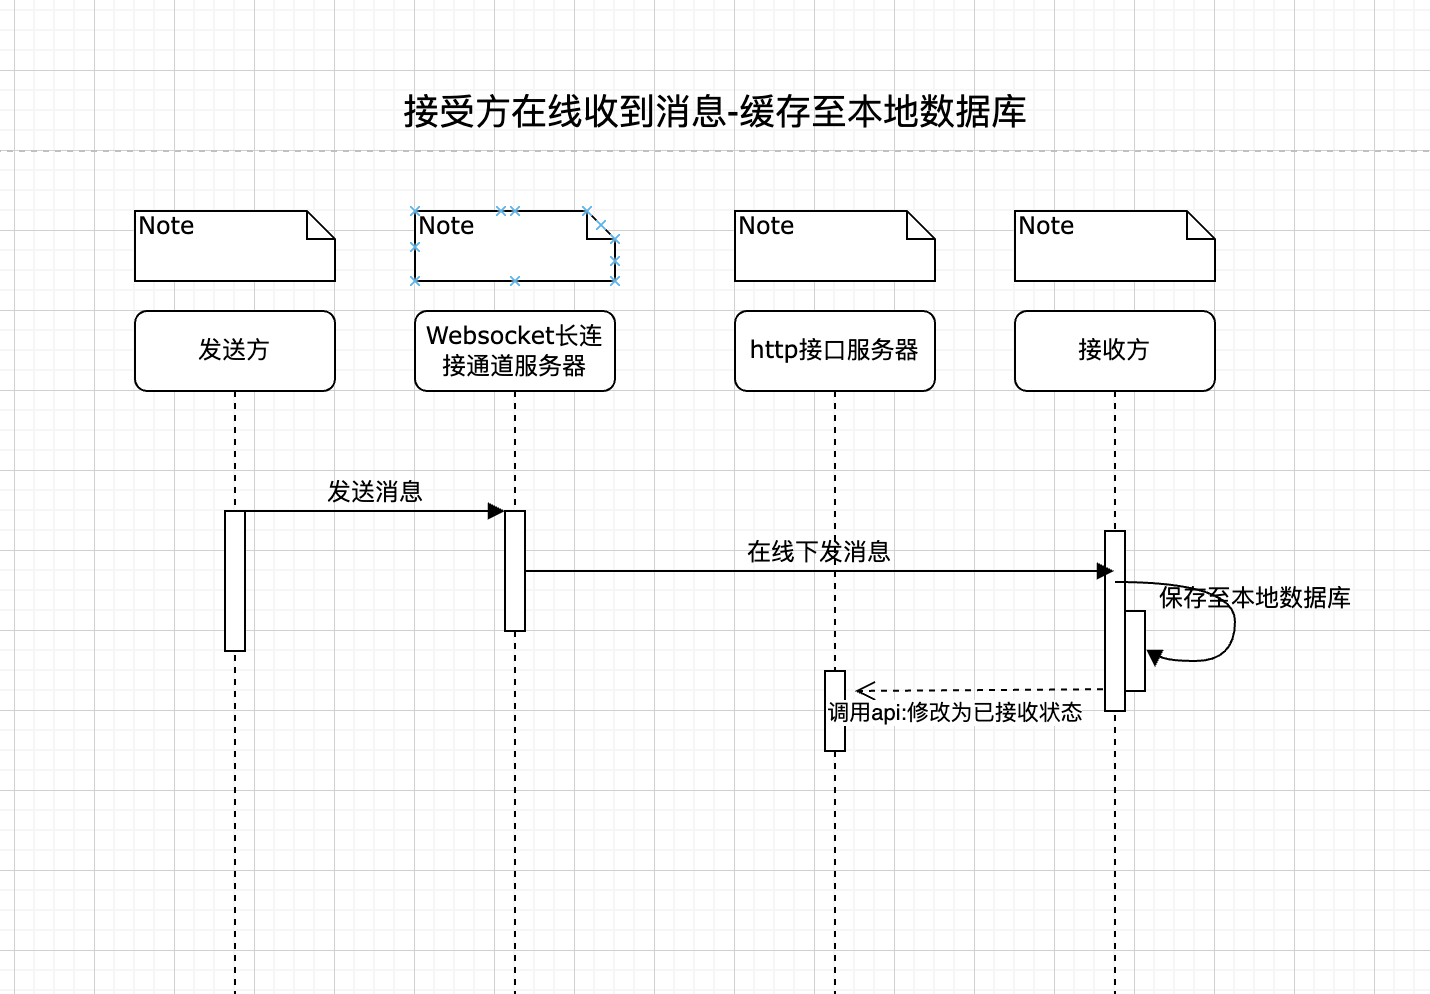 接受方在线收到消息-缓存至本地数据库
Note
Note
Note
Note
发送方
Websocket长连
接通道服务器
http接口服务器
接收方
发送消息
在线下发消息
保存至本地数据库
调用api:修改为已接收状态